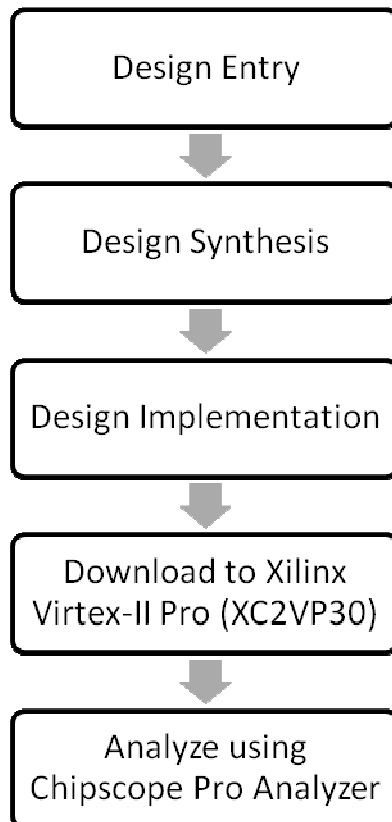 Design Entry
Design Synthesis
Design Implementation
Download to Xilinx
Virtex-II Pro (XC2VP30)
Analyze using
Chipscope Pro Analyzer